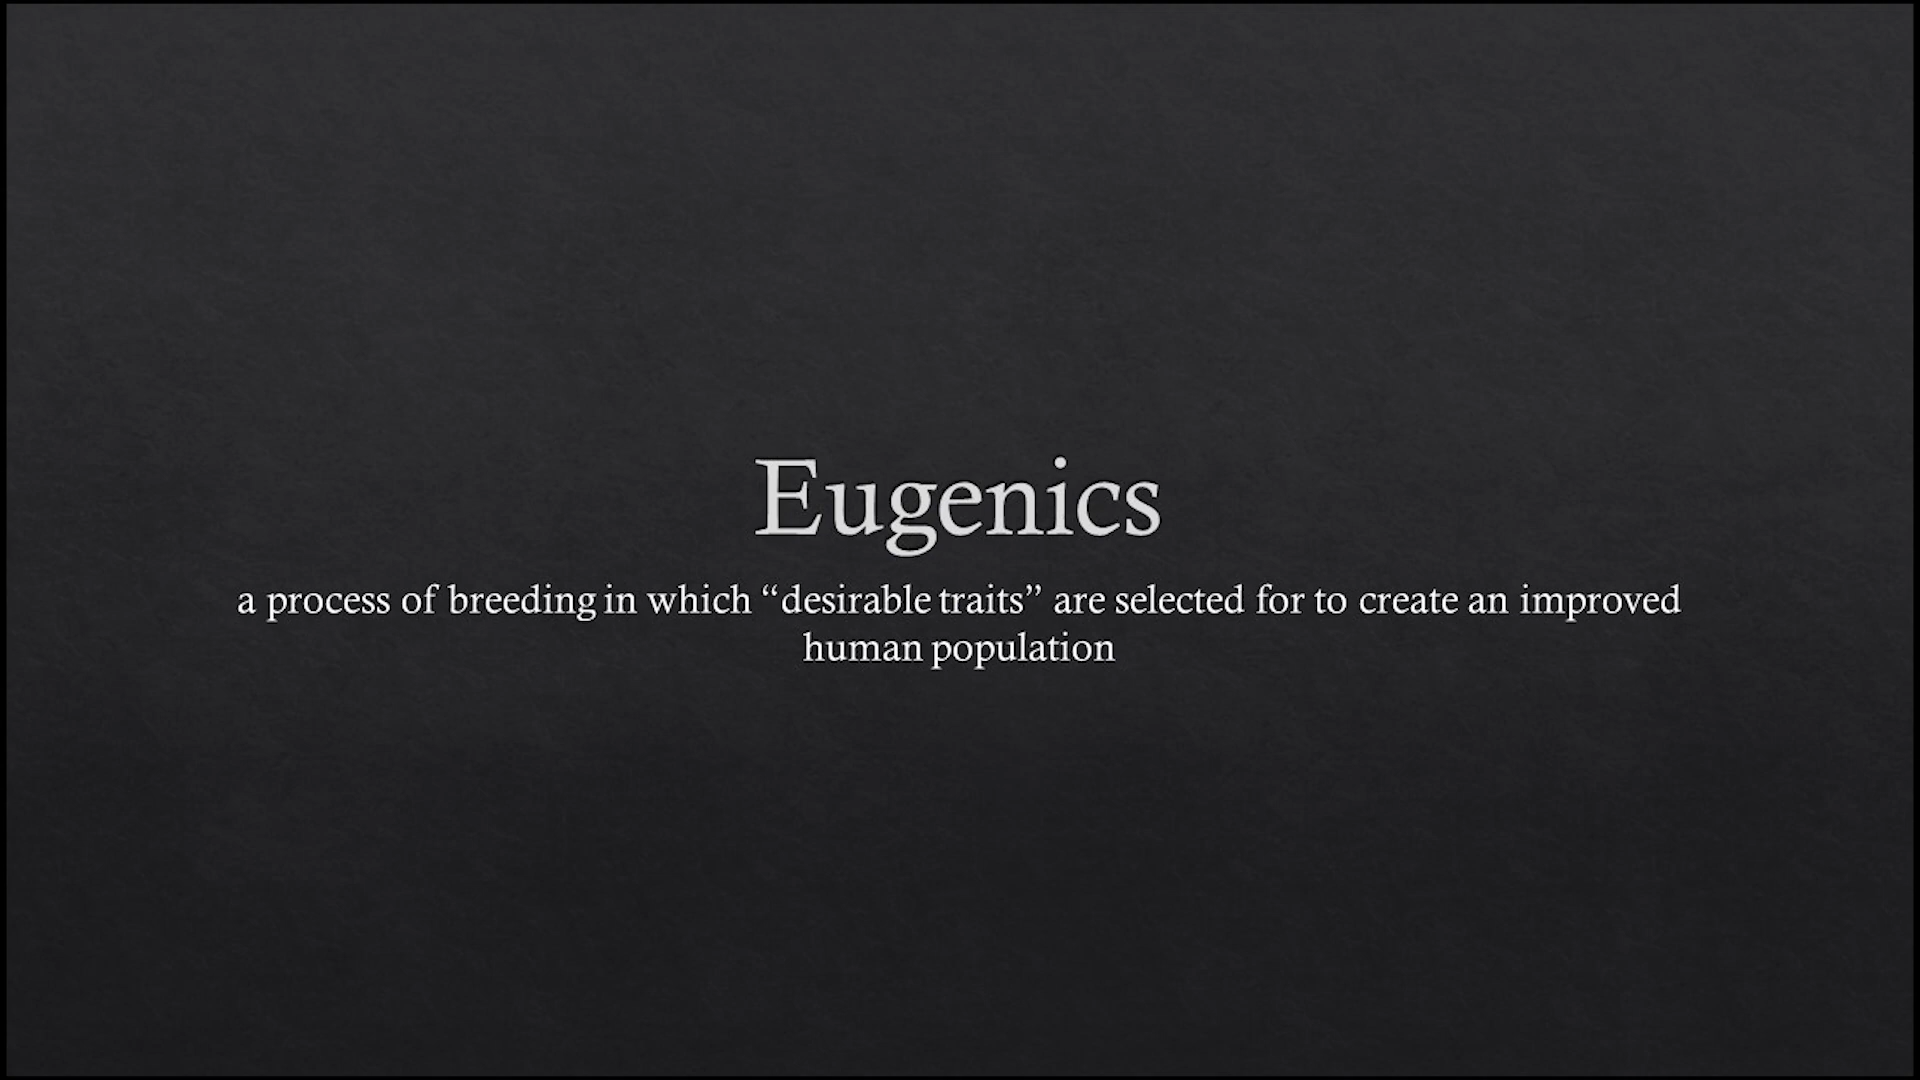 Eugenics
a process of breeding in which “desirable traits” are selected for to create an improved
human population